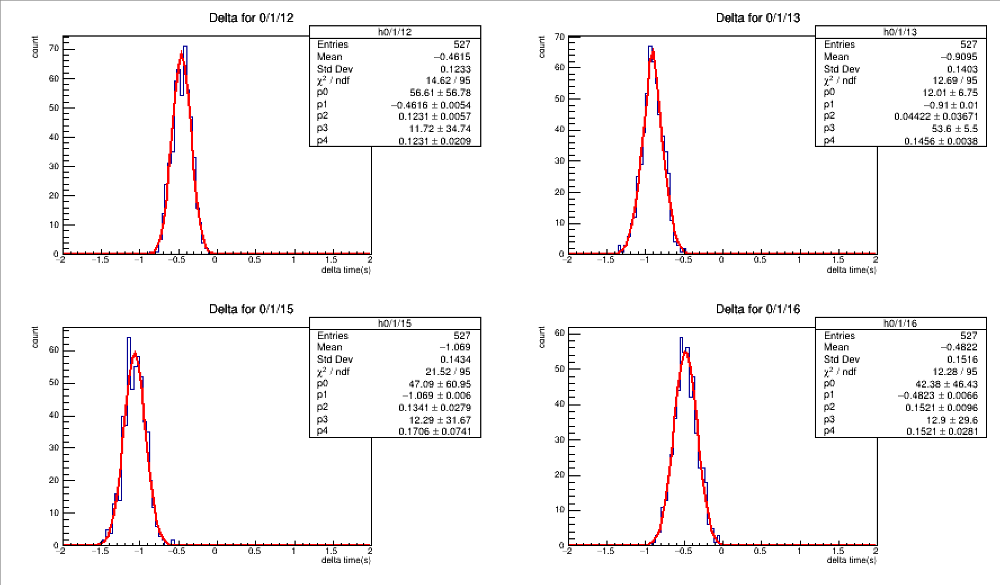 Delta for 0/1/12
h0/1/12
Entries 527
Mean −0.4615
Std Dev 0.1233
χ² / ndf 14.62 / 95
p0 56.61 ± 56.78
p1 −0.4616 ± 0.0054
p2 0.1231 ± 0.0057
p3 11.72 ± 34.74
p4 0.1231 ± 0.0209
count
70
60
50
40
30
20
10
0
−2 −1.5 −1 −0.5 0 0.5 1 1.5 2
delta time(s)
Delta for 0/1/13
h0/1/13
Entries 527
Mean −0.9095
Std Dev 0.1403
χ² / ndf 12.69 / 95
p0 12.01 ± 6.75
p1 −0.91 ± 0.01
p2 0.04422 ± 0.03671
p3 53.6 ± 5.5
p4 0.1456 ± 0.0038
count
70
60
50
40
30
20
10
0
−2 −1.5 −1 −0.5 0 0.5 1 1.5 2
delta time(s)
Delta for 0/1/15
h0/1/15
Entries 527
Mean −1.069
Std Dev 0.1434
χ² / ndf 21.52 / 95
p0 47.09 ± 60.95
p1 −1.069 ± 0.006
p2 0.1341 ± 0.0279
p3 12.29 ± 31.67
p4 0.1706 ± 0.0741
count
60
50
40
30
20
10
0
−2 −1.5 −1 −0.5 0 0.5 1 1.5 2
delta time(s)
Delta for 0/1/16
h0/1/16
Entries 527
Mean −0.4822
Std Dev 0.1516
χ² / ndf 12.28 / 95
p0 42.38 ± 46.43
p1 −0.4823 ± 0.0066
p2 0.1521 ± 0.0096
p3 12.9 ± 29.6
p4 0.1521 ± 0.0281
count
60
50
40
30
20
10
0
−2 −1.5 −1 −0.5 0 0.5 1 1.5 2
delta time(s)